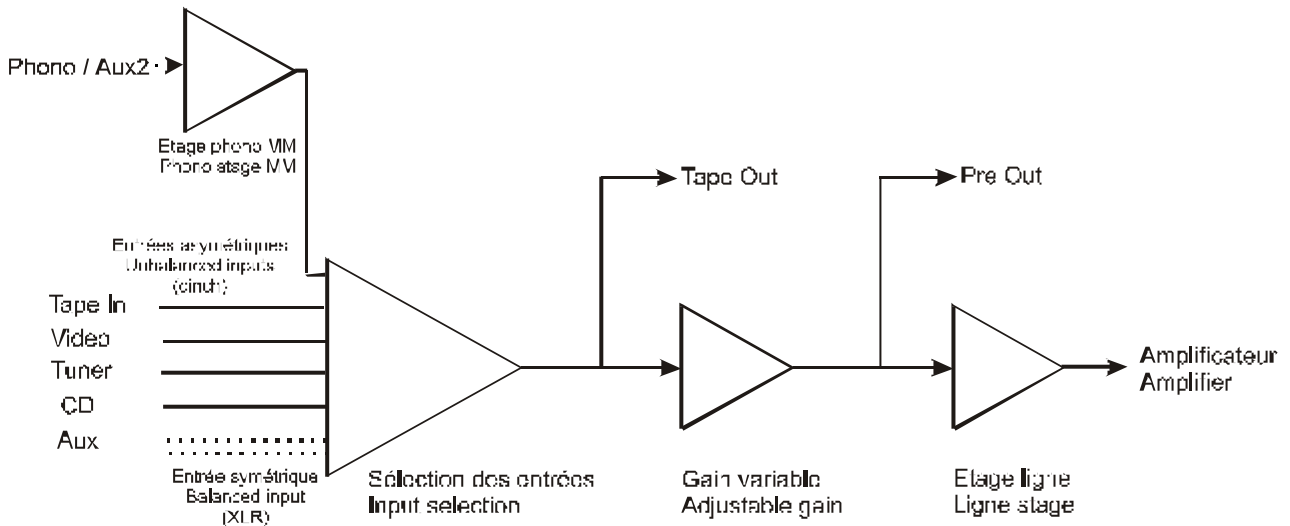 Phono / Aux2
Etage phono MM
Phono stage MM
Tape Out
Pre Out
Entrées asymétriques
Unbalanced inputs
(cinch)
Tape In
Video
Tuner
CD
Aux
Amplificateur
Amplifier
Entrée symétrique
Balanced input
(XLR)
Sélection des entrées
Input selection
Gain variable
Adjustable gain
Etage ligne
Ligne stage